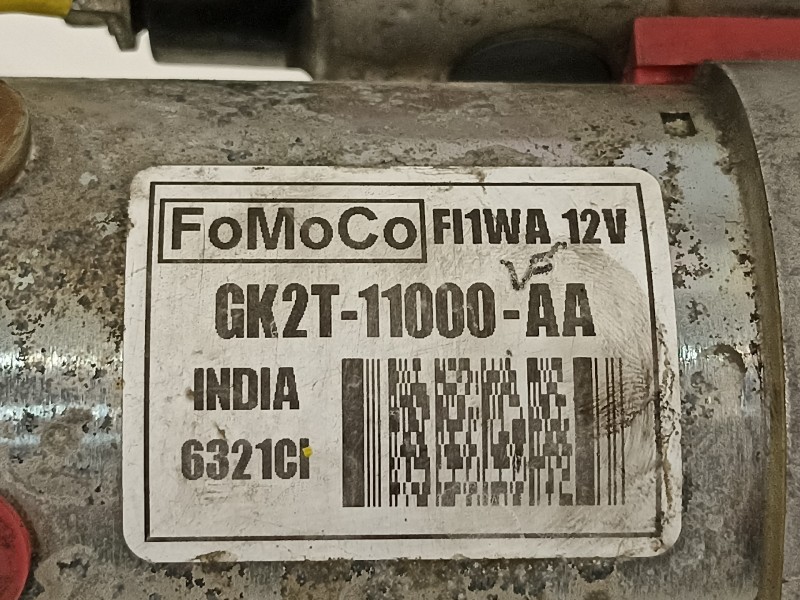 FoMoCo FI1WA 12V
GK2T-11000-AA
INDIA
6321CI